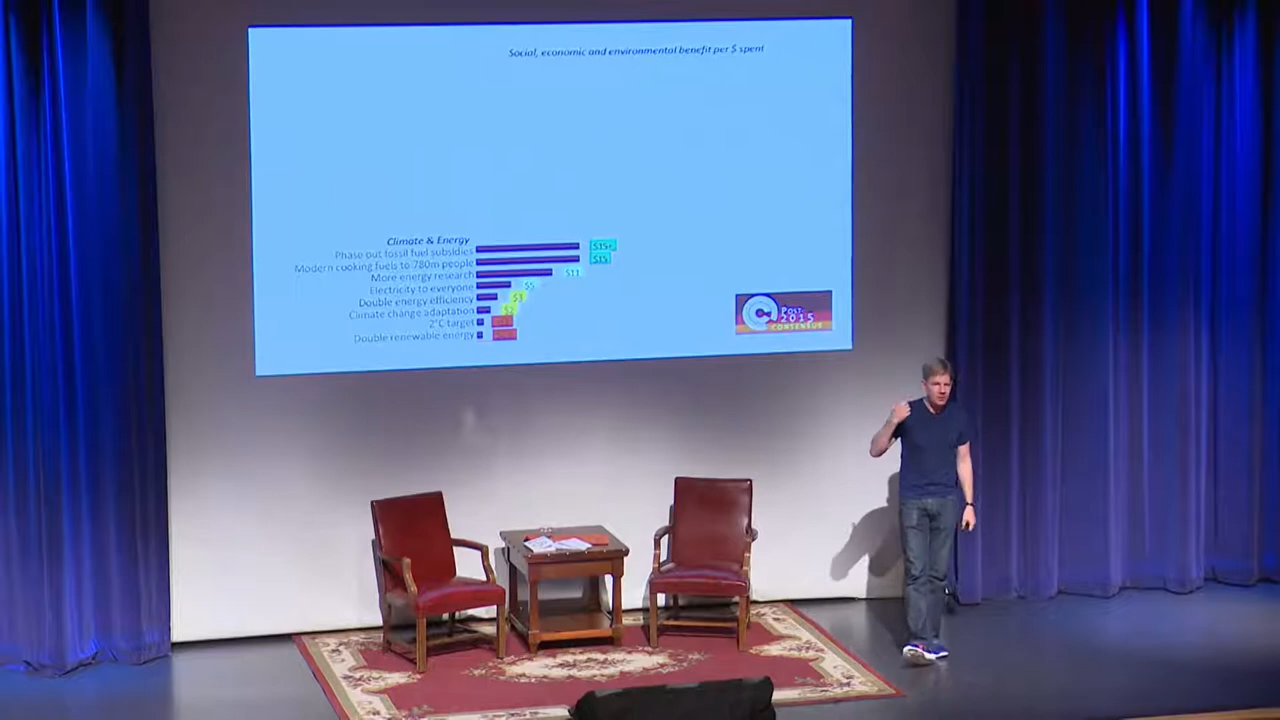 Social, economic and environmental benefit per $ spent
Climate & Energy
Phase out fossil fuel subsidies $15+
Modern cooking fuels to 780m people $15
More energy research $11
Electricity to everyone $5
Double energy efficiency $3
Climate change adaptation $2
2°C target
Double renewable energy
POST-
2015
CONSENSUS